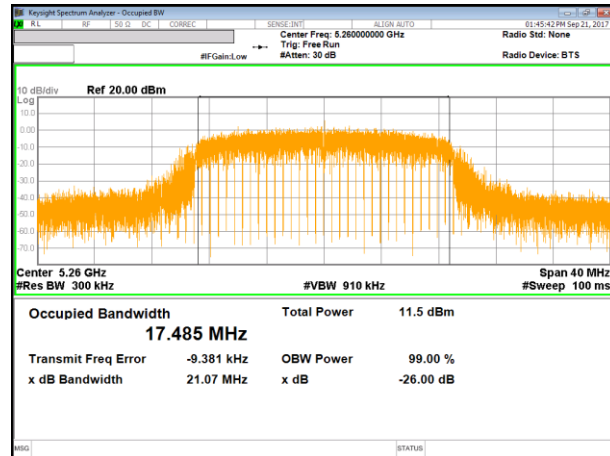 Keysight Spectrum Analyzer - Occupied BW
RL RF 50 Ω DC CORREC SENSE:INT ALIGN AUTO 01:45:42 PM Sep 21, 2017
Center Freq: 5.260000000 GHz Radio Std: None
Trig: Free Run
#IFGain:Low #Atten: 30 dB Radio Device: BTS
10 dB/div Ref 20.00 dBm
Log
10.0
0.00
-10.0
-20.0
-30.0
-40.0
-50.0
-60.0
-70.0
Center 5.26 GHz Span 40 MHz
#Res BW 300 kHz #VBW 910 kHz #Sweep 100 ms
Occupied Bandwidth Total Power 11.5 dBm
17.485 MHz
Transmit Freq Error -9.381 kHz OBW Power 99.00 %
x dB Bandwidth 21.07 MHz x dB -26.00 dB
MSG STATUS